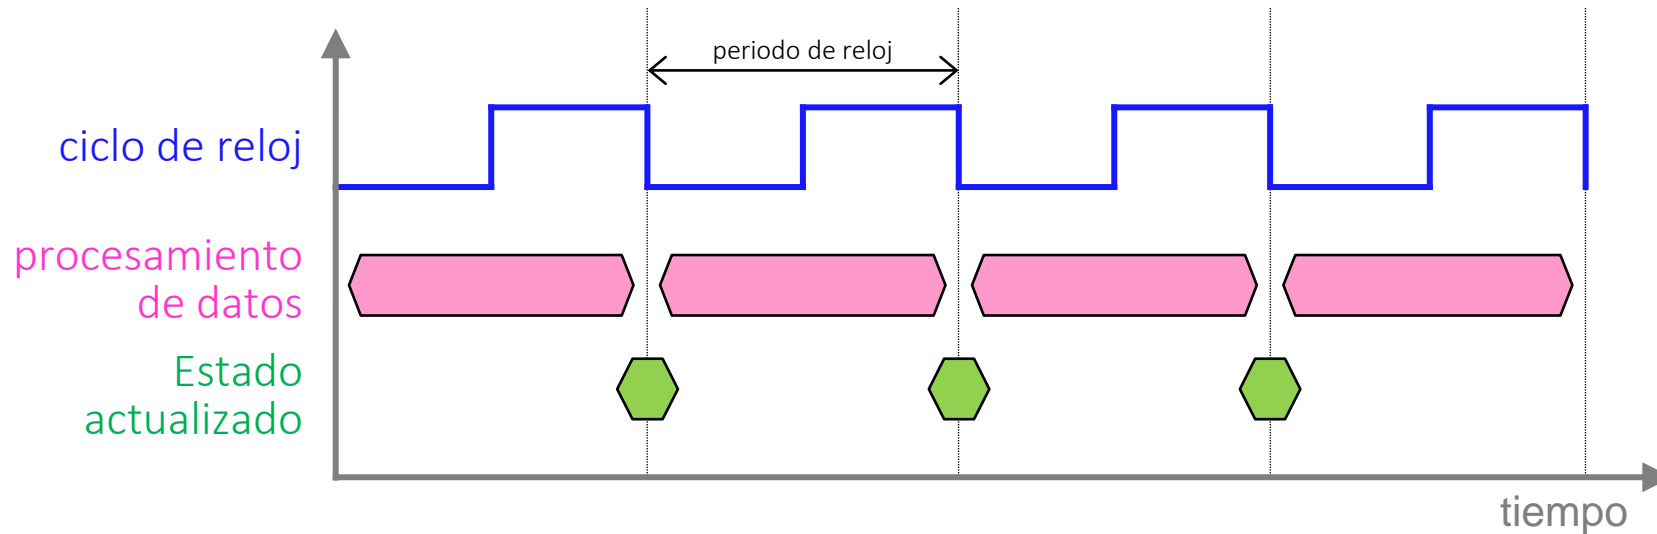 periodo de reloj
ciclo de reloj
procesamiento
de datos
Estado
actualizado
tiempo